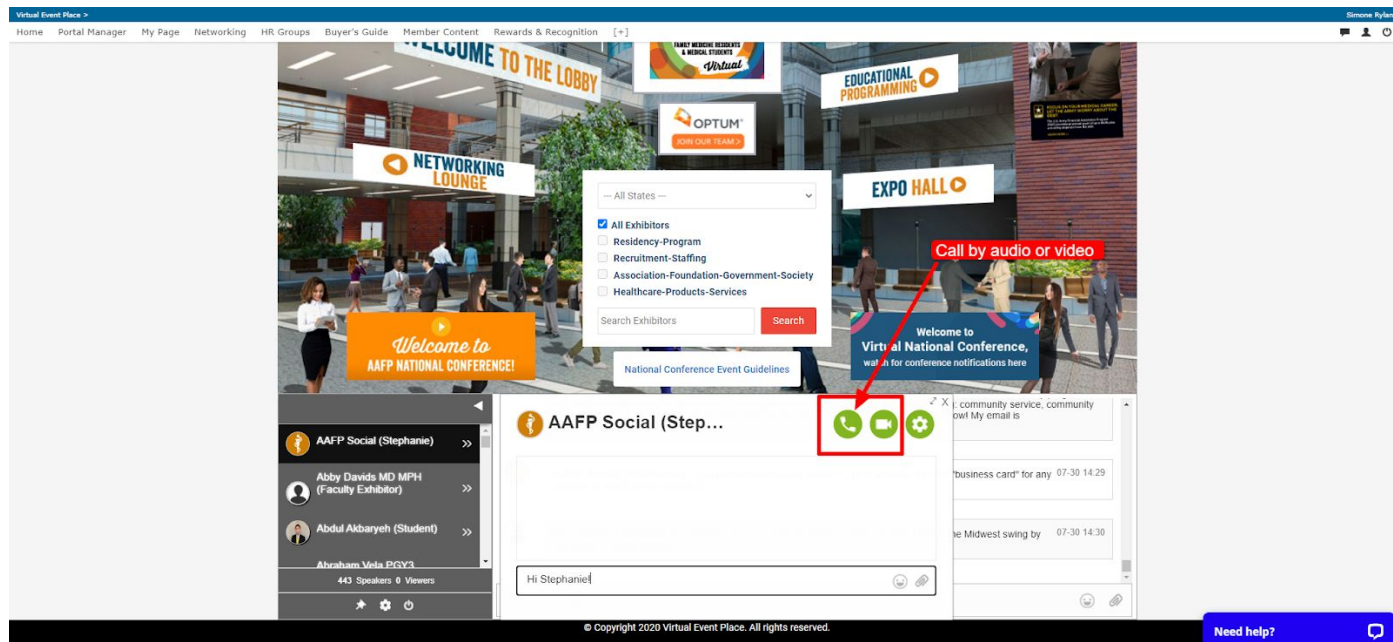 Virtual Event Place >
Simone Rylan
Home Portal Manager My Page Networking HR Groups Buyer's Guide Member Content Rewards & Recognition [+]
WELCOME TO THE LOBBY
FAMILY MEDICINE RESIDENTS
& MEDICAL STUDENTS
Virtual
EDUCATIONAL
PROGRAMMING
OPTUM
JOIN OUR TEAM>
NETWORKING
LOUNGE
EXPO HALL
— All States —
All Exhibitors
Residency-Program
Recruitment-Staffing
Association-Foundation-Government-Society
Healthcare-Products-Services
Search Exhibitors
Search
Call by audio or video
Welcome to
AAFP NATIONAL CONFERENCE!
National Conference Event Guidelines
Welcome to
Virtual National Conference,
watch for conference notifications here
AAFP Social (Stephanie) »
Abby Davids MD MPH
(Faculty Exhibitor) »
Abdul Akbaryeh (Student) »
Abraham Vela PGY3
443 Speakers 0 Viewers
AAFP Social (Step...
X
Hi Stephanie!
community service, community
My email is
"business card" for any 07-30 14:29
Midwest swing by 07-30 14:30
© Copyright 2020 Virtual Event Place. All rights reserved.
Need help?